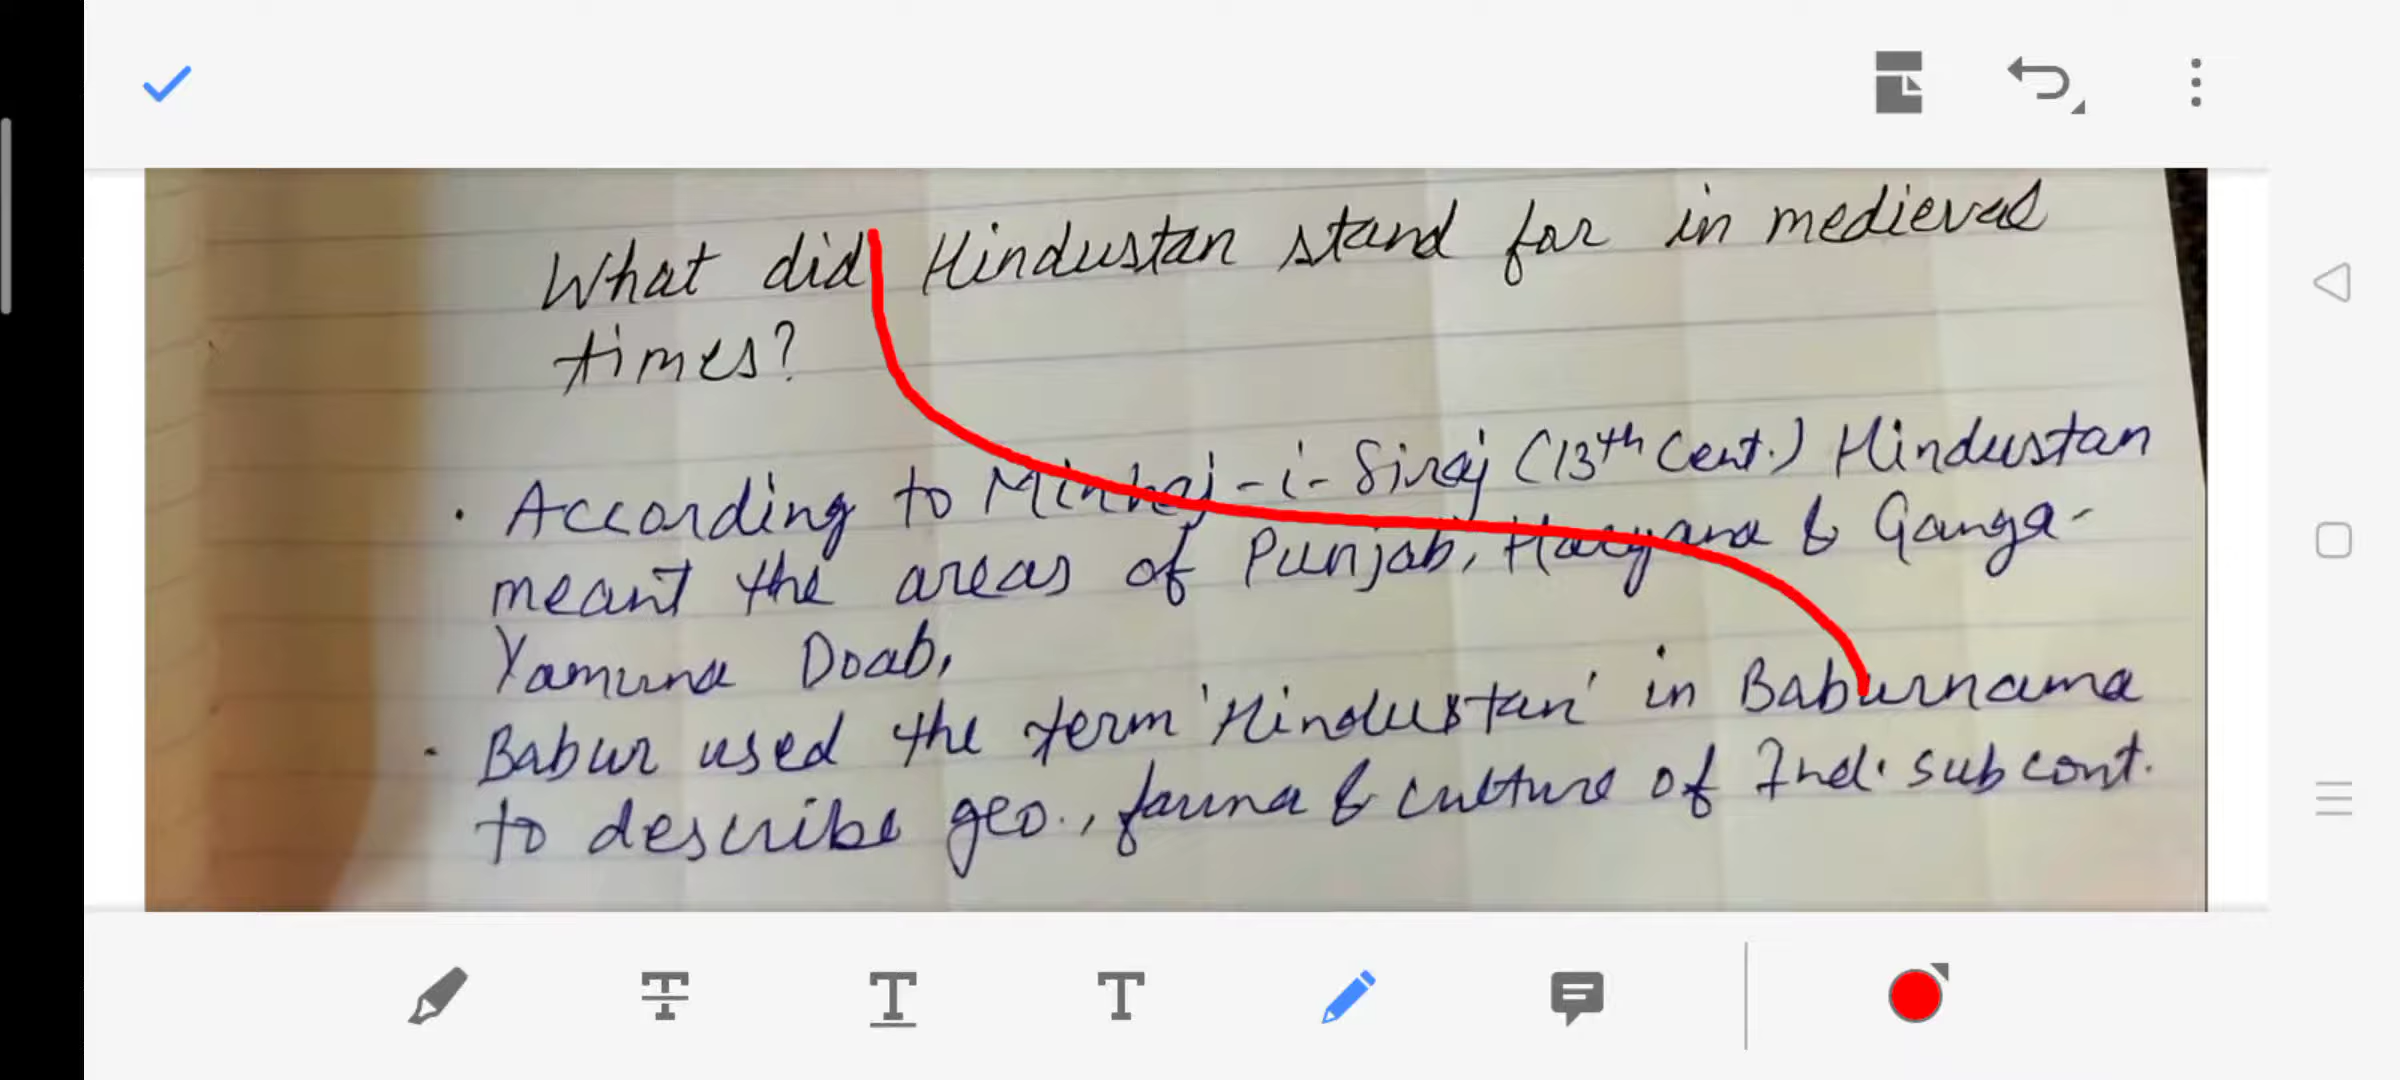 What did Hindustan stand for in medieval
times?
. According to Minhaj-i-Siraj (13th Cent.) Hindustan
meant the areas of Punjab, Haryana & Ganga-
Yamuna Doab.
. Babur used the term 'Hindustan' in Baburnama
to describe geo., fauna & culture of Ind. subcont.